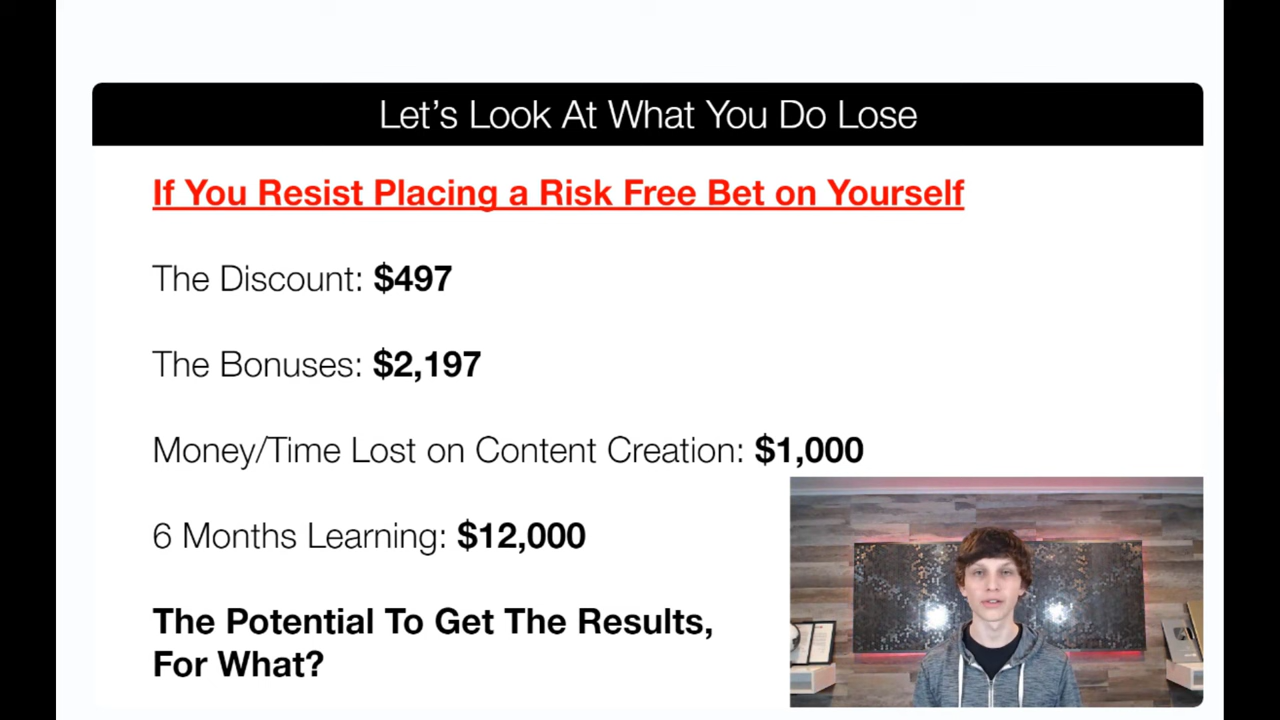 Let's Look At What You Do Lose
If You Resist Placing a Risk Free Bet on Yourself
The Discount: $497
The Bonuses: $2,197
Money/Time Lost on Content Creation: $1,000
6 Months Learning: $12,000
The Potential To Get The Results,
For What?